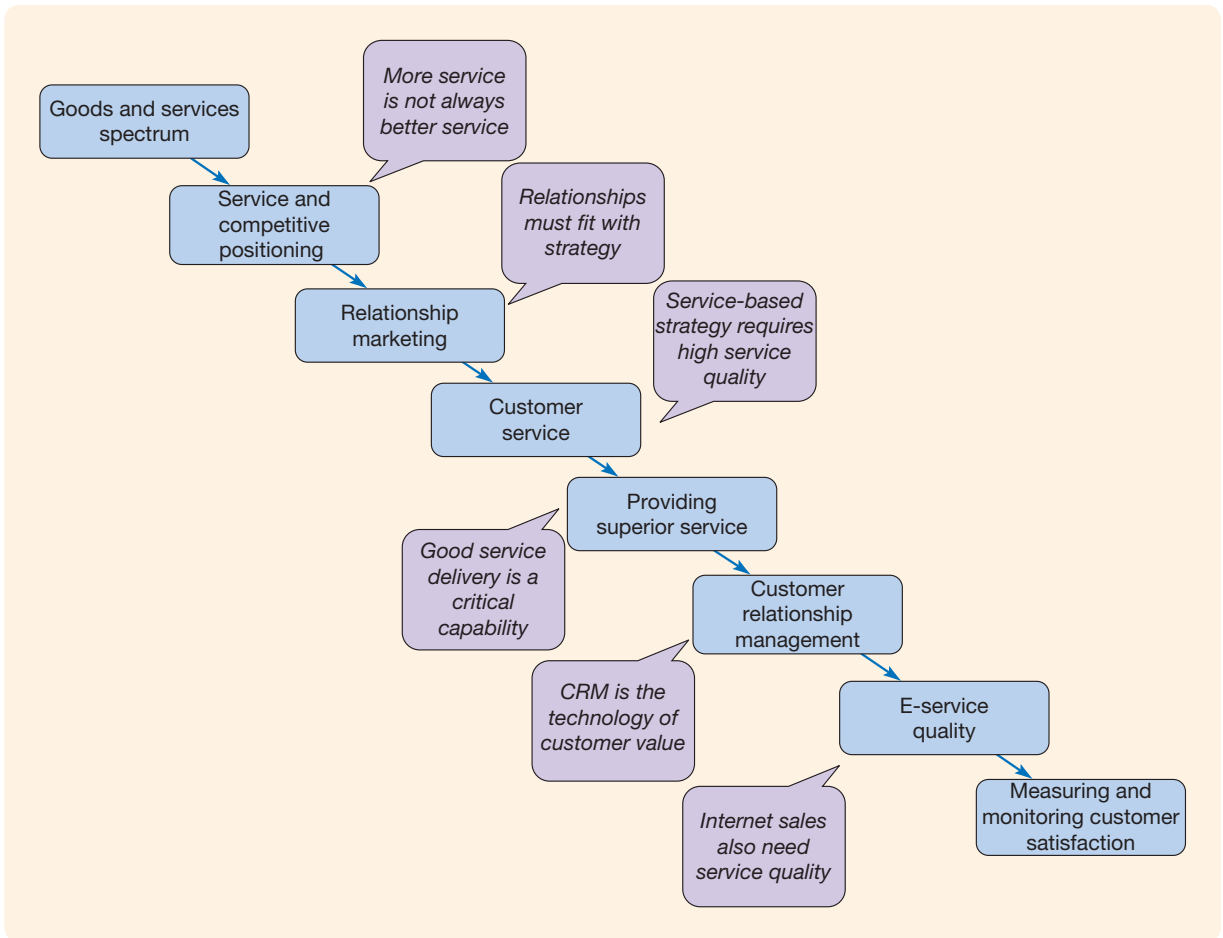 Goods and services
spectrum
More service
is not always
better service
Service and
competitive
positioning
Relationships
must fit with
strategy
Relationship
marketing
Service-based
strategy requires
high service
quality
Customer
service
Providing
superior service
Good service
delivery is a
critical
capability
Customer
relationship
management
CRM is the
technology of
customer value
E-service
quality
Internet sales
also need
service quality
Measuring and
monitoring customer
satisfaction